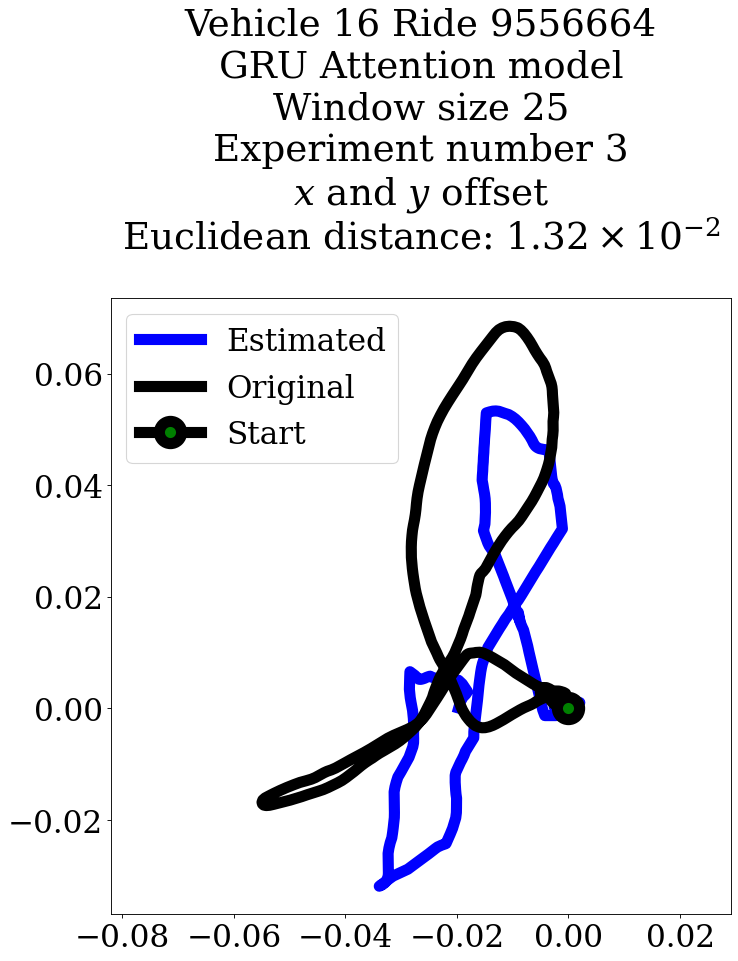 Vehicle 16 Ride 9556664
GRU Attention model
Window size 25
Experiment number 3
x and y offset
Euclidean distance: 1.32 × 10⁻²
Estimated
Original
Start
0.06
0.04
0.02
0.00
−0.02
−0.08 −0.06 −0.04 −0.02 0.00 0.02